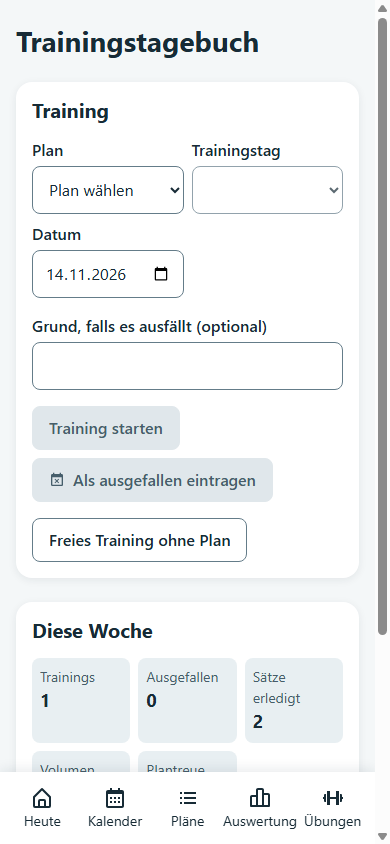 Trainingstagebuch
Training
Plan Trainingstag
Plan wählen
Datum
14.11.2026
Grund, falls es ausfällt (optional)
Training starten
Als ausgefallen eintragen
Freies Training ohne Plan
Diese Woche
Trainings Ausgefallen Sätze
erledigt
1 0 2
Volumen Plantreue
Heute Kalender Pläne Auswertung Übungen